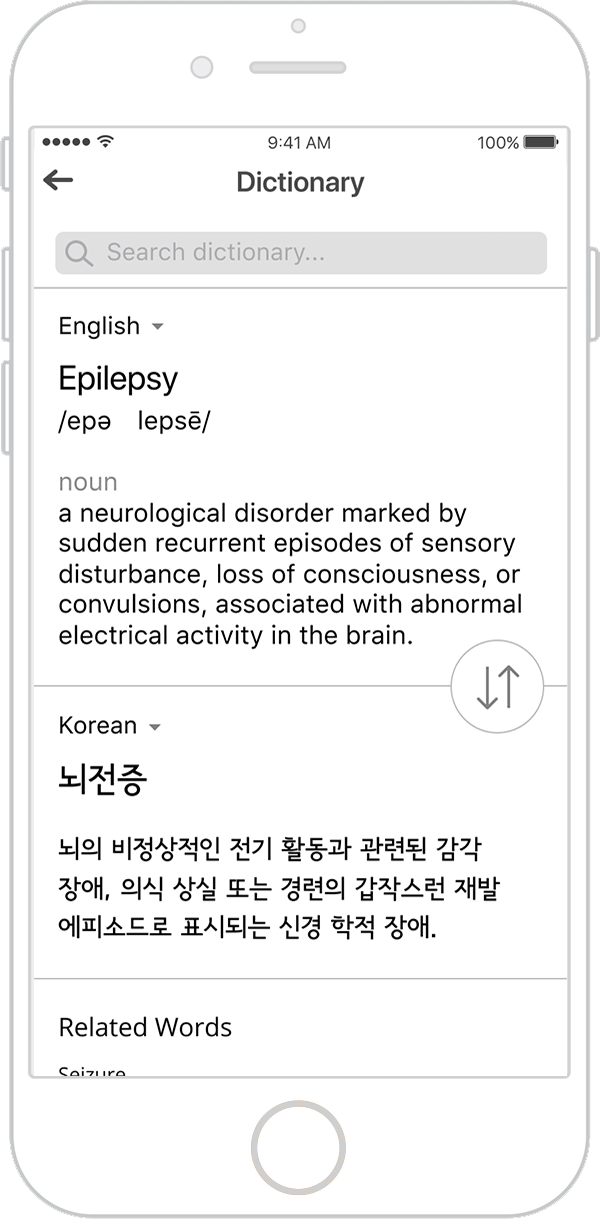 9:41 AM
100%
Dictionary
Search dictionary...
English
Epilepsy
/epə lepsē/
noun
a neurological disorder marked by
sudden recurrent episodes of sensory
disturbance, loss of consciousness, or
convulsions, associated with abnormal
electrical activity in the brain.
Korean
뇌전증
뇌의 비정상적인 전기 활동과 관련된 감각
장애, 의식 상실 또는 경련의 갑작스런 재발
에피소드로 표시되는 신경 학적 장애.
Related Words
Seizure